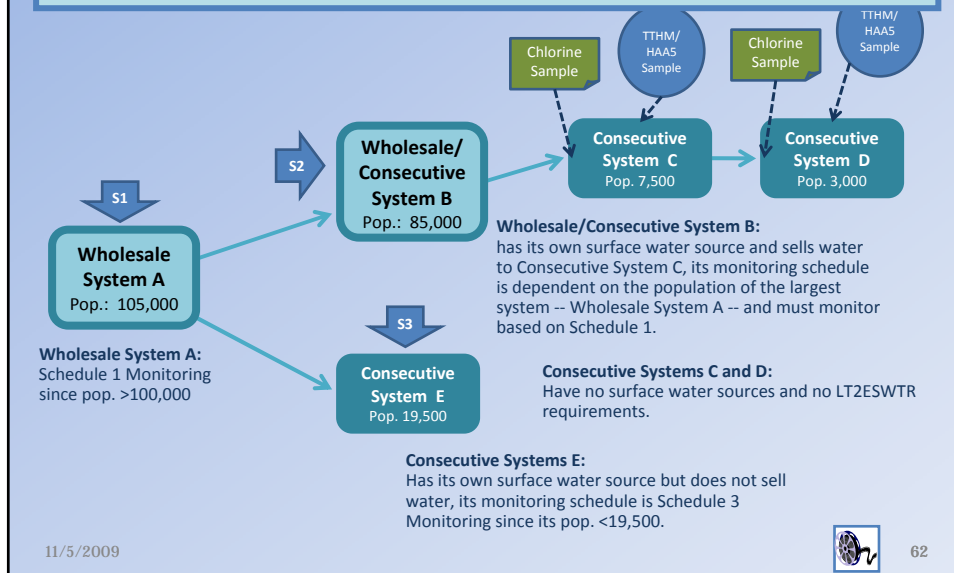 Chlorine
Sample
TTHM/
HAA5
Sample
Chlorine
Sample
TTHM/
HAA5
Sample
S1
S2
S3
Wholesale
System A
Pop.: 105,000
Wholesale/
Consecutive
System B
Pop.: 85,000
Consecutive
System C
Pop. 7,500
Consecutive
System D
Pop. 3,000
Wholesale/Consecutive System B:
has its own surface water source and sells water
to Consecutive System C, its monitoring schedule
is dependent on the population of the largest
system -- Wholesale System A -- and must monitor
based on Schedule 1.
Wholesale System A:
Schedule 1 Monitoring
since pop. >100,000
Consecutive
System E
Pop. 19,500
Consecutive Systems C and D:
Have no surface water sources and no LT2ESWTR
requirements.
Consecutive Systems E:
Has its own surface water source but does not sell
water, its monitoring schedule is Schedule 3
Monitoring since its pop. <19,500.
11/5/2009
62